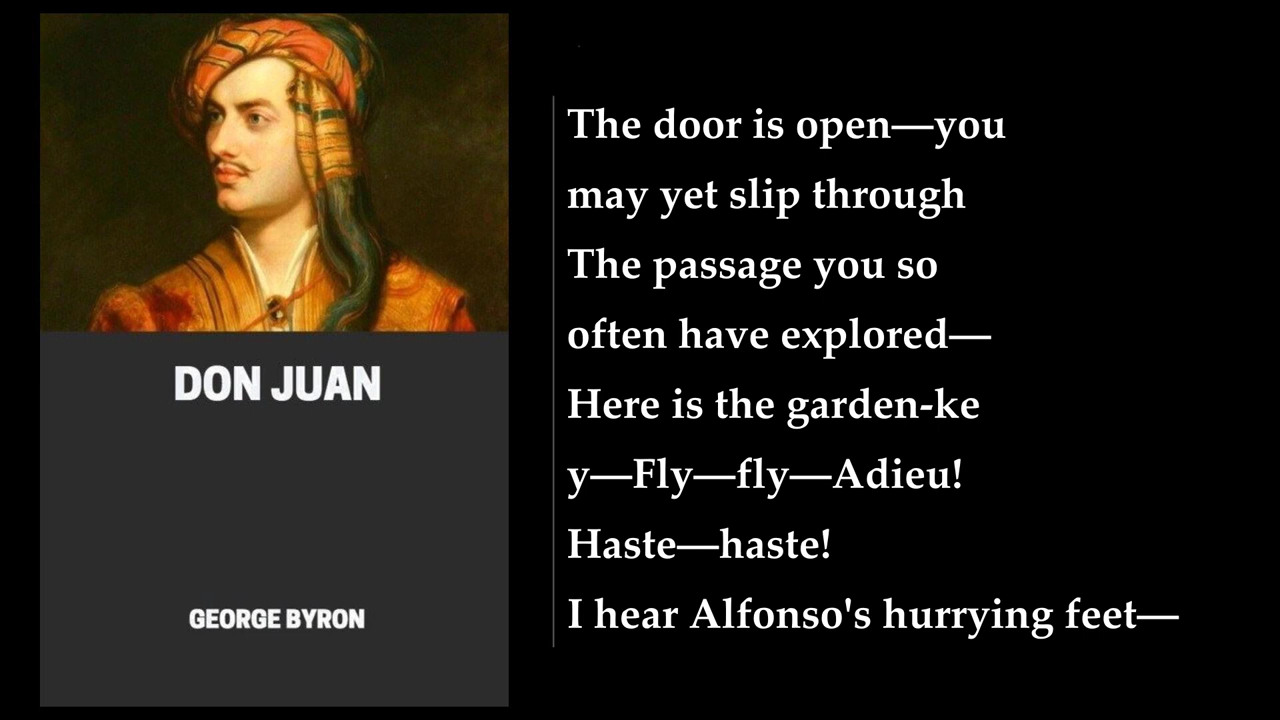 DON JUAN
GEORGE BYRON
The door is open—you
may yet slip through
The passage you so
often have explored—
Here is the garden-ke
y—Fly—fly—Adieu!
Haste—haste!
I hear Alfonso's hurrying feet—